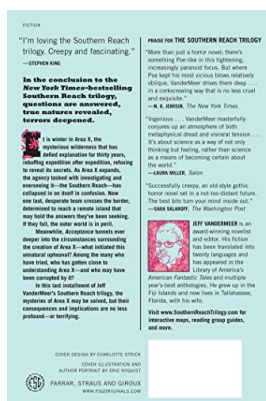 FICTION
"I'm loving the Southern Reach
trilogy. Creepy and fascinating."
—STEPHEN KING
In the conclusion to the
New York Times–bestselling
Southern Reach trilogy,
questions are answered,
true natures revealed,
terrors deepened.
It is winter in Area X, the
mysterious wilderness that has
defied explanation for thirty years,
rebuffing expedition after expedition, refusing
to reveal its secrets. As Area X expands,
the agency tasked with investigating and
overseeing it—the Southern Reach—has
collapsed in on itself in confusion. Now
one last, desperate team crosses the border,
determined to reach a remote island that
may hold the answers they've been seeking.
If they fail, the outer world is in peril.
Meanwhile, Acceptance tunnels ever
deeper into the circumstances surrounding
the creation of Area X—what initiated this
unnatural upheaval? Among the many who
have tried, who has gotten close to
understanding Area X—and who may have
been corrupted by it?
In this last installment of Jeff
VanderMeer's Southern Reach trilogy, the
mysteries of Area X may be solved, but their
consequences and implications are no less
profound—or terrifying.
COVER DESIGN BY CHARLOTTE STRICK
COVER ILLUSTRATION AND
AUTHOR PORTRAIT BY ERIC NYQUIST
FSG
FARRAR, STRAUS AND GIROUX
WWW.FSGORIGINALS.COM
PRAISE FOR THE SOUTHERN REACH TRILOGY
"More than just a horror novel; there's
something Poe-like in this tightening,
increasingly paranoid focus. But where
Poe kept his most vicious blows relatively
oblique, VanderMeer drives them deep . . .
in a corkscrewing way that is no less cruel
and exquisite."
—N. K. JEMISIN, The New York Times
"Ingenious . . . VanderMeer masterfully
conjures up an atmosphere of both
metaphysical dread and visceral tension . . .
It's about science as a way of not only
thinking but feeling, rather than science
as a means of becoming certain about
the world."
—LAURA MILLER, Salon
"Successfully creepy, an old-style gothic
horror novel set in a not-too-distant future.
The best bits turn your mind inside out."
—SARA SKLAROFF, The Washington Post
JEFF VANDERMEER is an
award-winning novelist
and editor. His fiction
has been translated into
twenty languages and
has appeared in the
Library of America's
American Fantastic Tales and multiple
year's-best anthologies. He grew up in the
Fiji Islands and now lives in Tallahassee,
Florida, with his wife.
Visit www.SouthernReachTrilogy.com for
interactive maps, reading group guides,
and more.